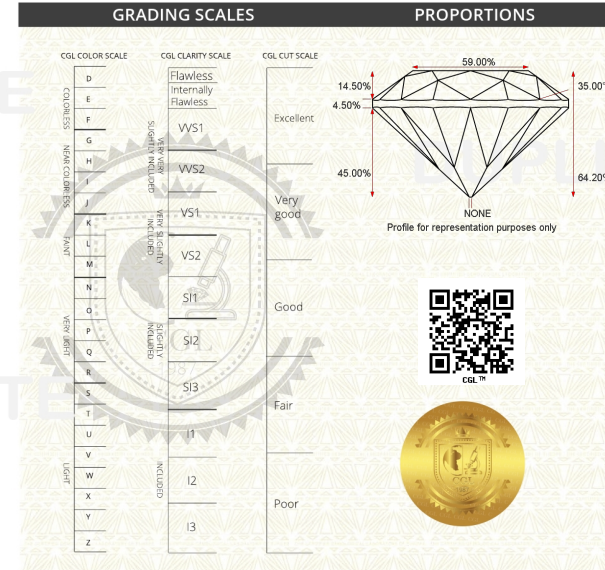 GRADING SCALES
PROPORTIONS
CGL COLOR SCALE
CGL CLARITY SCALE
CGL CUT SCALE
COLORLESS
D
E
F
NEAR COLORLESS
G
H
I
J
FAINT
K
L
M
VERY LIGHT
N
O
P
Q
R
LIGHT
S
T
U
V
W
X
Y
Z
Flawless
Internally
Flawless
VERY VERY
SLIGHTLY INCLUDED
VVS1
VVS2
VERY SLIGHTLY
INCLUDED
VS1
VS2
SLIGHTLY
INCLUDED
SI1
SI2
SI3
INCLUDED
I1
I2
I3
Excellent
Very
good
Good
Fair
Poor
59.00%
14.50%
35.00°
4.50%
45.00%
64.20%
NONE
Profile for representation purposes only
CGL™
CGL
CGL